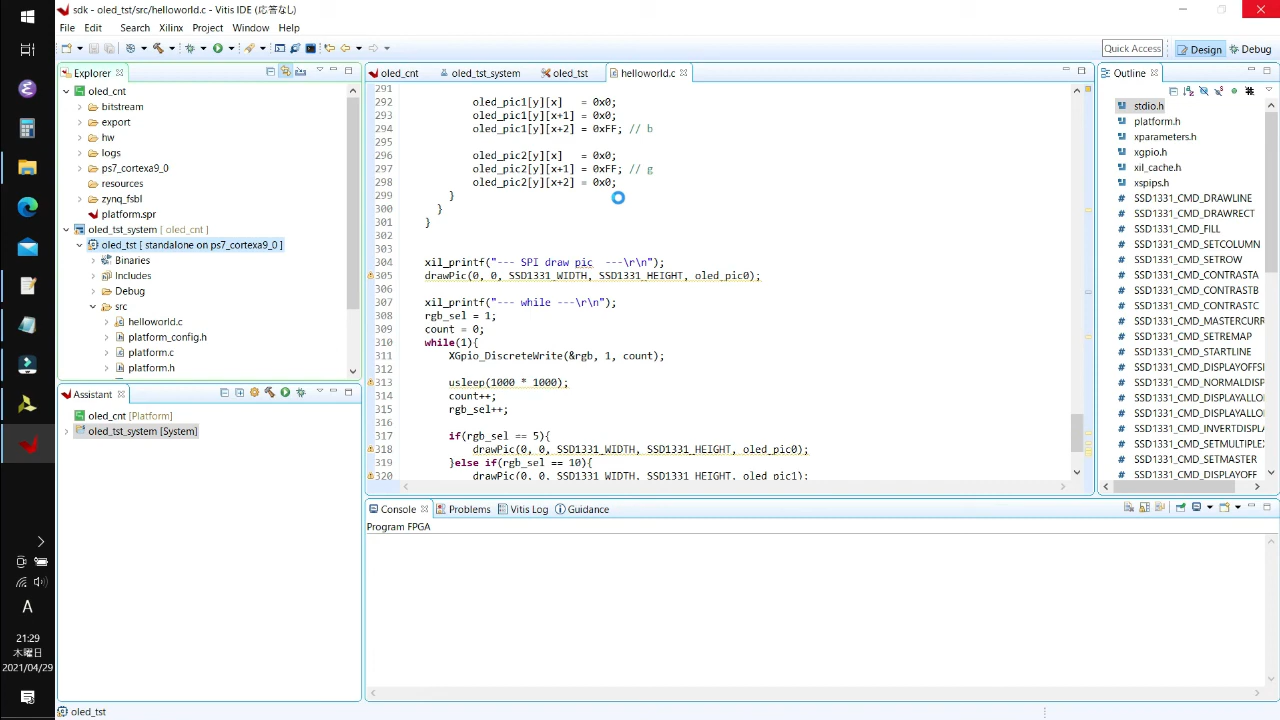 sdk - oled_tst/src/helloworld.c - Vitis IDE (応答なし)
File Edit Search Xilinx Project Window Help
Quick Access
Design
Debug
Explorer
oled_cnt
bitstream
export
hw
logs
ps7_cortexa9_0
resources
zynq_fsbl
platform.spr
oled_tst_system [ oled_cnt ]
oled_tst [ standalone on ps7_cortexa9_0 ]
Binaries
Includes
Debug
src
helloworld.c
platform_config.h
platform.c
platform.h
Assistant
oled_cnt [Platform]
oled_tst_system [System]
oled_cnt
oled_tst_system
oled_tst
helloworld.c
291
292 oled_pic1[y][x] = 0x0;
293 oled_pic1[y][x+1] = 0x0;
294 oled_pic1[y][x+2] = 0xFF; // b
295
296 oled_pic2[y][x] = 0x0;
297 oled_pic2[y][x+1] = 0xFF; // g
298 oled_pic2[y][x+2] = 0x0;
299 }
300 }
301 }
302
303
304 xil_printf("--- SPI draw pic  ---\r\n");
305 drawPic(0, 0, SSD1331_WIDTH, SSD1331_HEIGHT, oled_pic0);
306
307 xil_printf("--- while ---\r\n");
308 rgb_sel = 1;
309 count = 0;
310 while(1){
311 XGpio_DiscreteWrite(&rgb, 1, count);
312
313 usleep(1000 * 1000);
314 count++;
315 rgb_sel++;
316
317 if(rgb_sel == 5){
318 drawPic(0, 0, SSD1331_WIDTH, SSD1331_HEIGHT, oled_pic0);
319 }else if(rgb_sel == 10){
320 drawPic(0, 0, SSD1331_WIDTH, SSD1331_HEIGHT, oled_pic1);
Outline
stdio.h
platform.h
xparameters.h
xgpio.h
xil_cache.h
xspips.h
SSD1331_CMD_DRAWLINE
SSD1331_CMD_DRAWRECT
SSD1331_CMD_FILL
SSD1331_CMD_SETCOLUMN
SSD1331_CMD_SETROW
SSD1331_CMD_CONTRASTA
SSD1331_CMD_CONTRASTB
SSD1331_CMD_CONTRASTC
SSD1331_CMD_MASTERCURR
SSD1331_CMD_SETREMAP
SSD1331_CMD_STARTLINE
SSD1331_CMD_DISPLAYOFFS
SSD1331_CMD_NORMALDISP
SSD1331_CMD_DISPLAYALLO
SSD1331_CMD_DISPLAYALLO
SSD1331_CMD_INVERTDISPL
SSD1331_CMD_SETMULTIPLEX
SSD1331_CMD_SETMASTER
SSD1331_CMD_DISPLAYOFF
Console
Problems
Vitis Log
Guidance
Program FPGA
A
21:29
木曜日
2021/04/29
oled_tst